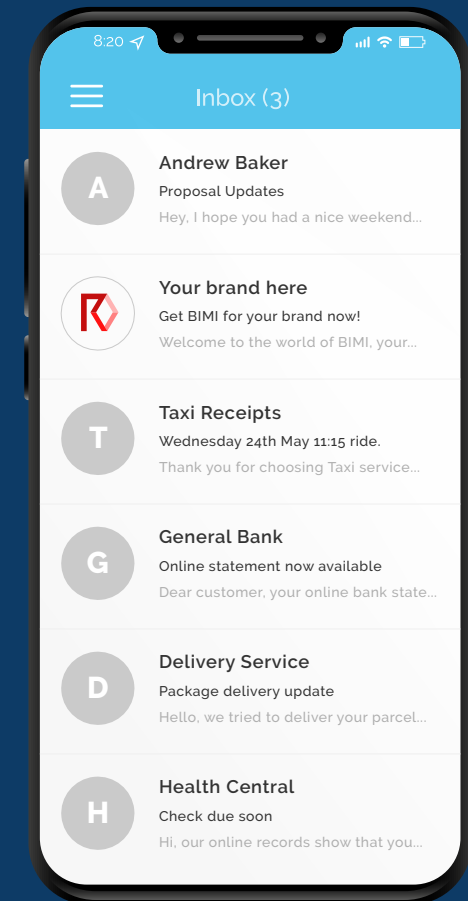 8:20
Inbox (3)
A
Andrew Baker
Proposal Updates
Hey, I hope you had a nice weekend...
Your brand here
Get BIMI for your brand now!
Welcome to the world of BIMI, your...
T
Taxi Receipts
Wednesday 24th May 11:15 ride.
Thank you for choosing Taxi service...
G
General Bank
Online statement now available
Dear customer, your online bank state...
D
Delivery Service
Package delivery update
Hello, we tried to deliver your parcel...
H
Health Central
Check due soon
Hi, our online records show that you...